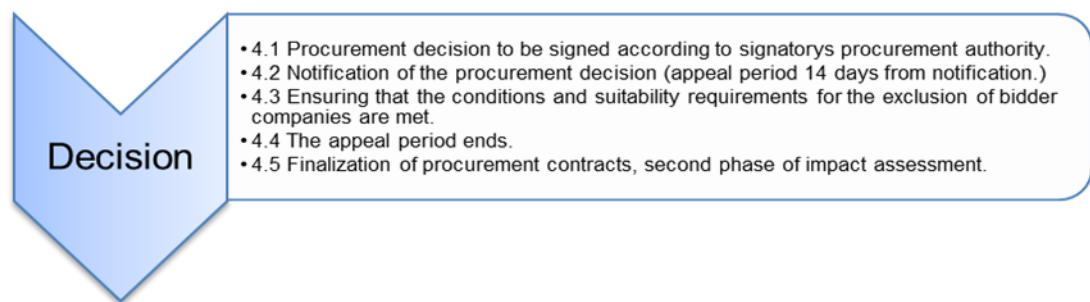 Decision
• 4.1 Procurement decision to be signed according to signatorys procurement authority.
• 4.2 Notification of the procurement decision (appeal period 14 days from notification.)
• 4.3 Ensuring that the conditions and suitability requirements for the exclusion of bidder
companies are met.
• 4.4 The appeal period ends.
• 4.5 Finalization of procurement contracts, second phase of impact assessment.